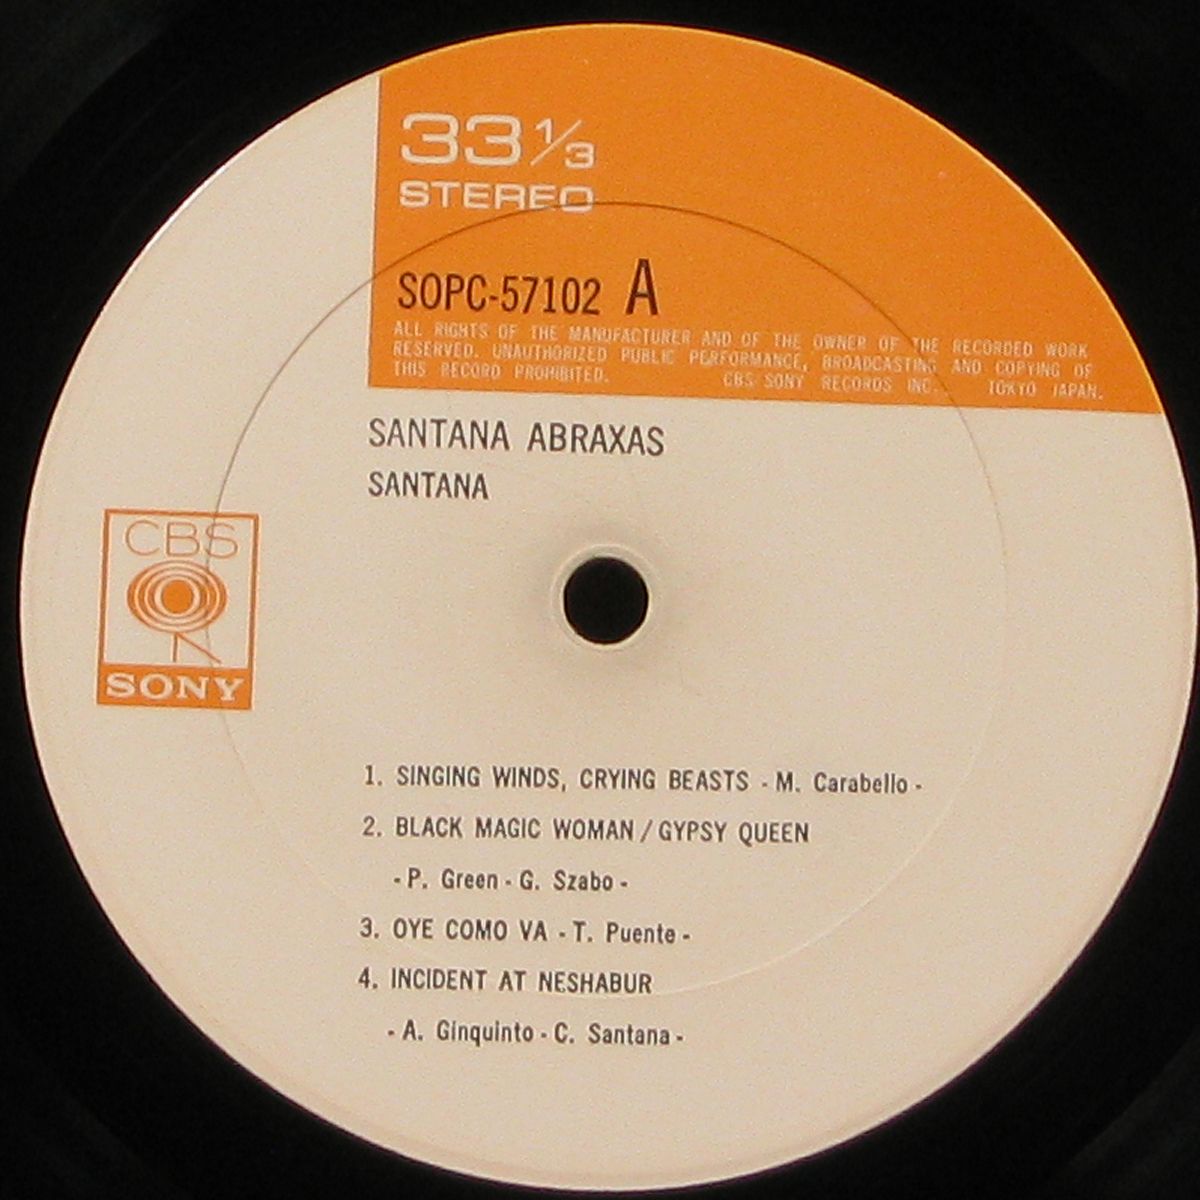 33 1/3
STEREO
SOPC-57102 A
ALL RIGHTS OF THE MANUFACTURER AND OF THE OWNER OF THE RECORDED WORK
RESERVED. UNAUTHORIZED PUBLIC PERFORMANCE, BROADCASTING AND COPYING OF
THIS RECORD PROHIBITED. CBS SONY RECORDS INC. TOKYO JAPAN.
SANTANA ABRAXAS
SANTANA
CBS
SONY
1. SINGING WINDS, CRYING BEASTS - M. Carabello -
2. BLACK MAGIC WOMAN / GYPSY QUEEN
- P. Green - G. Szabo -
3. OYE COMO VA - T. Puente -
4. INCIDENT AT NESHABUR
- A. Ginquinto - C. Santana -